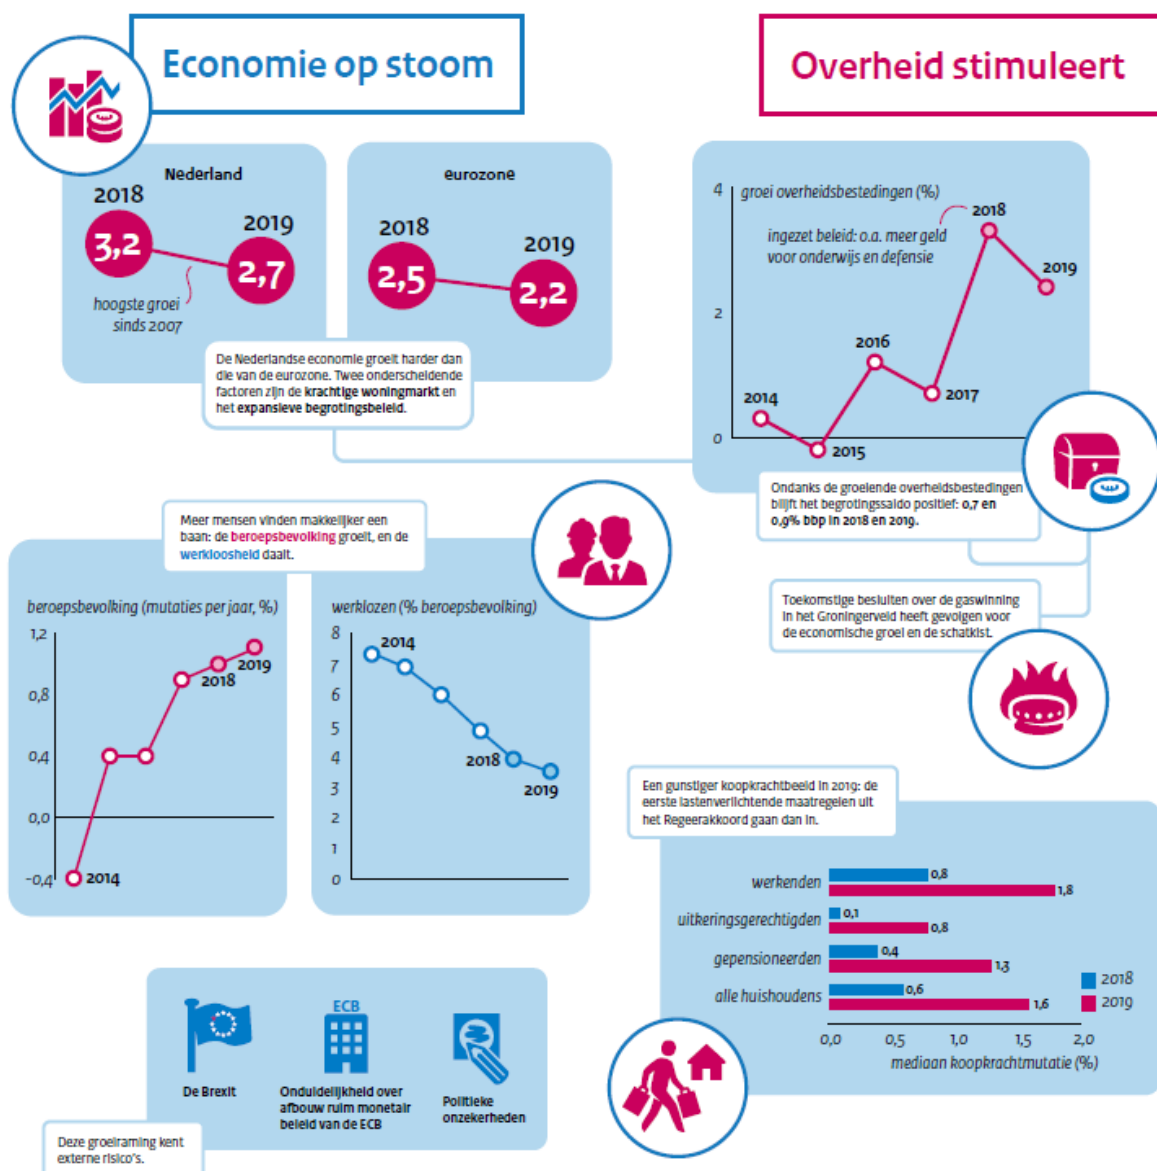 Economie op stoom
Overheid stimuleert
Nederland
2018
3,2
2019
2,7
hoogste groei
sinds 2007
eurozone
2018
2,5
2019
2,2
De Nederlandse economie groeit harder dan
die van de eurozone. Twee onderscheidende
factoren zijn de krachtige woningmarkt en
het expansieve begrotingsbeleid.
4
groei overheidsbestedingen (%)
2018
ingezet beleid: o.a. meer geld
voor onderwijs en defensie
2019
2
2016
2014
2017
0
2015
Ondanks de groeiende overheidsbestedingen
blijft het begrotingssaldo positief: 0,7 en
0,9% bbp in 2018 en 2019.
Toekomstige besluiten over de gaswinning
in het Groningerveld heeft gevolgen voor
de economische groei en de schatkist.
Meer mensen vinden makkelijker een
baan: de beroepsbevolking groeit, en de
werkloosheid daalt.
beroepsbevolking (mutaties per jaar, %)
1,2
0,8
0,4
0,0
-0,4
2014
2018
2019
werklozen (% beroepsbevolking)
8
7
6
5
4
3
2
1
0
2014
2018
2019
Een gunstiger koopkrachtbeeld in 2019: de
eerste lastenverlichtende maatregelen uit
het Regeerakkoord gaan dan in.
werkenden
0,8
1,8
uitkeringsgerechtigden
0,1
0,8
gepensioneerden
0,4
1,3
alle huishoudens
0,6
1,6
2018
2019
0,0 0,5 1,0 1,5 2,0
mediaan koopkrachtmutatie (%)
De Brexit
ECB
Onduidelijkheid over
afbouw ruim monetair
beleid van de ECB
Politieke
onzekerheden
Deze groeiraming kent
externe risico's.